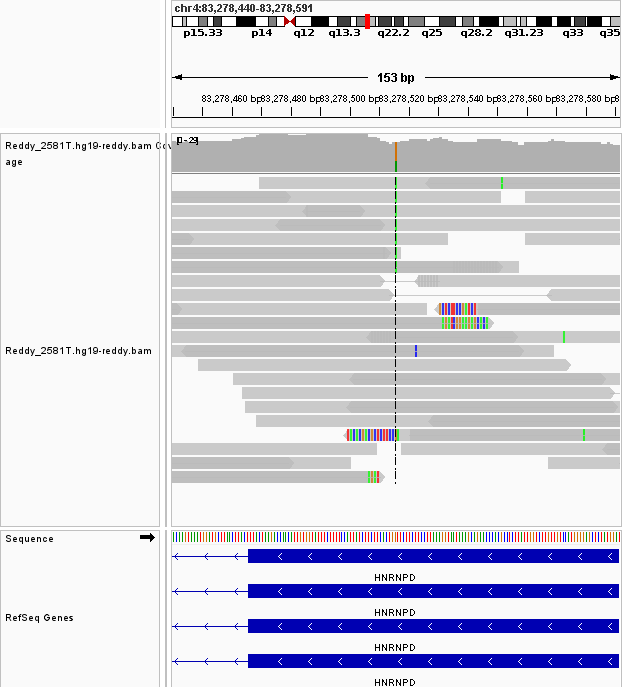 chr4:83,278,440-83,278,591
p15.33 p14 q12 q13.3 q22.2 q25 q28.2 q31.23 q33 q35
153 bp
83,278,460 bp 83,278,480 bp 83,278,500 bp 83,278,520 bp 83,278,540 bp 83,278,560 bp 83,278,580 bp 8
Reddy_2581T.hg19-reddy.bam Cov
age
Reddy_2581T.hg19-reddy.bam
Sequence
HNRNPD
HNRNPD
RefSeq Genes
HNRNPD
HNRNPD